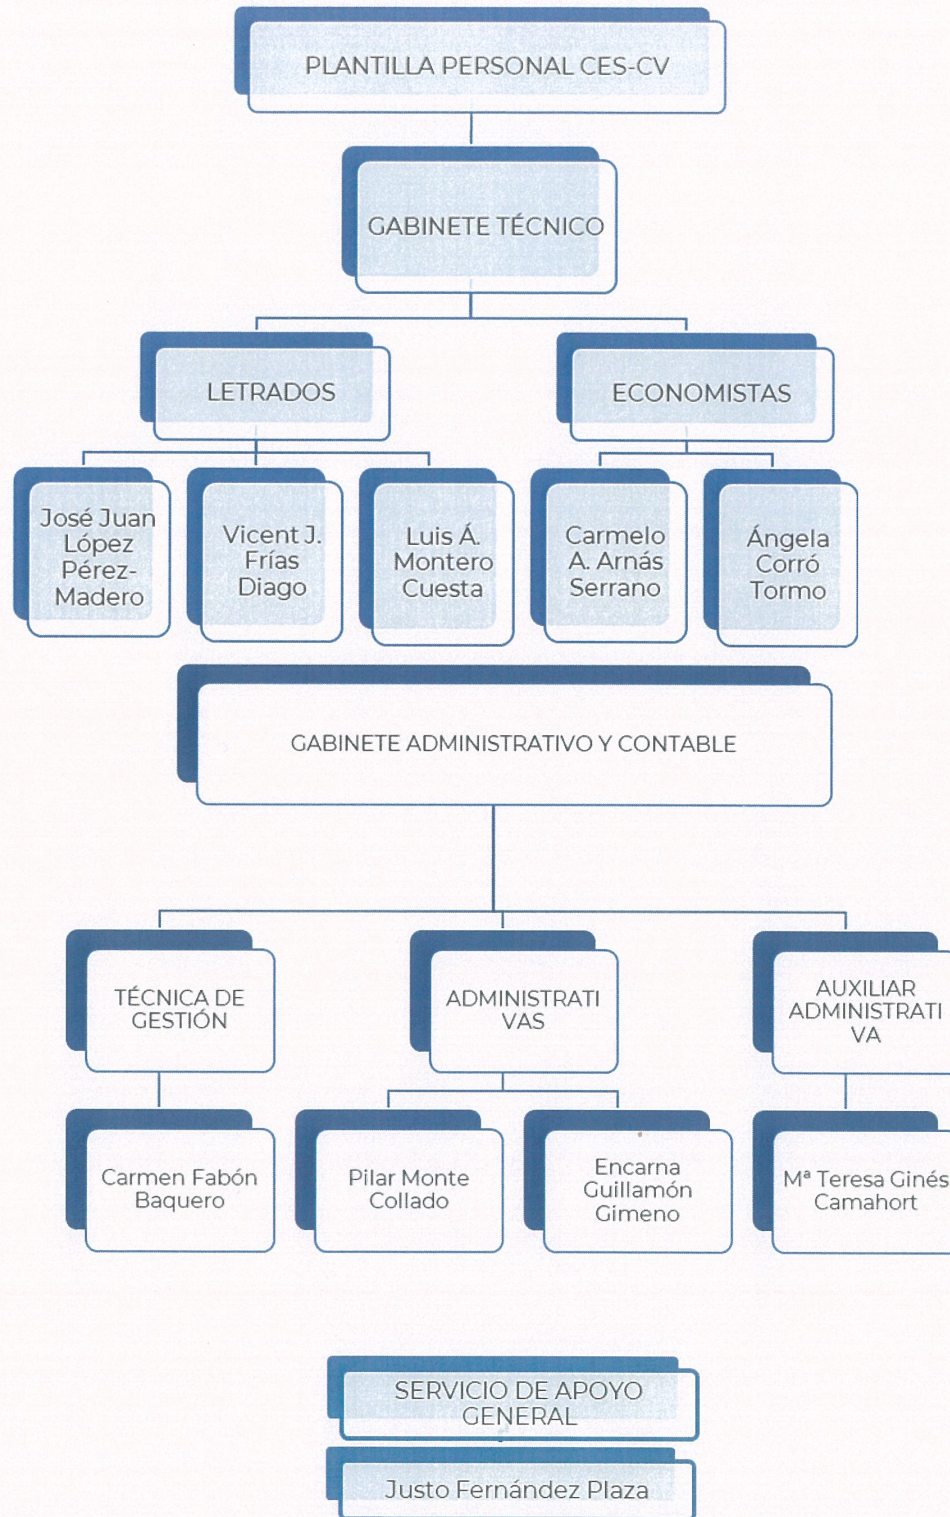 PLANTILLA PERSONAL CES-CV
GABINETE TÉCNICO
LETRADOS
ECONOMISTAS
José Juan
López
Pérez-
Madero
Vicent J.
Frías
Diago
Luis Á.
Montero
Cuesta
Carmelo
A. Arnás
Serrano
Ángela
Corró
Tormo
GABINETE ADMINISTRATIVO Y CONTABLE
TÉCNICA DE
GESTIÓN
ADMINISTRATI
VAS
AUXILIAR
ADMINISTRATI
VA
Carmen Fabón
Baquero
Pilar Monte
Collado
Encarna
Guillamón
Gimeno
Mª Teresa Ginés
Camahort
SERVICIO DE APOYO
GENERAL
Justo Fernández Plaza